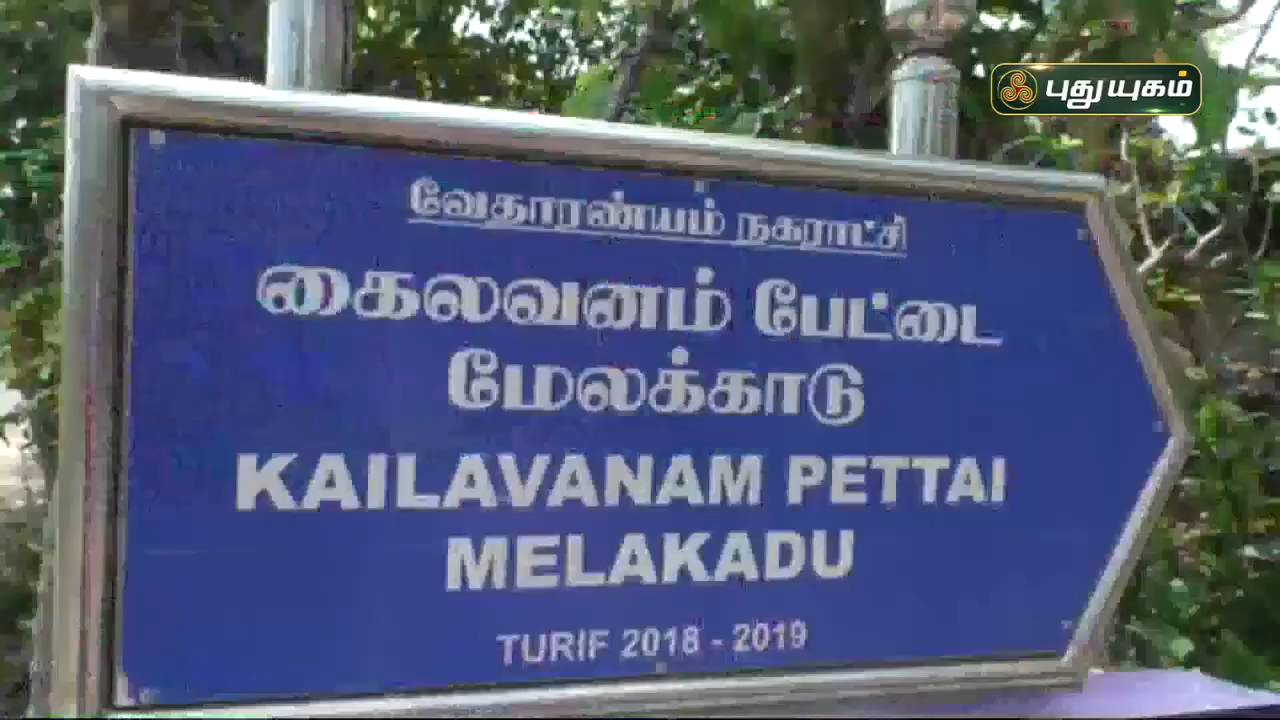 புதுயுகம்
வேதாரண்யம் நகராட்சி
கைலவனம் பேட்டை
மேலக்காடு
KAILAVANAM PETTAI
MELAKADU
TURIF 2018 - 2019